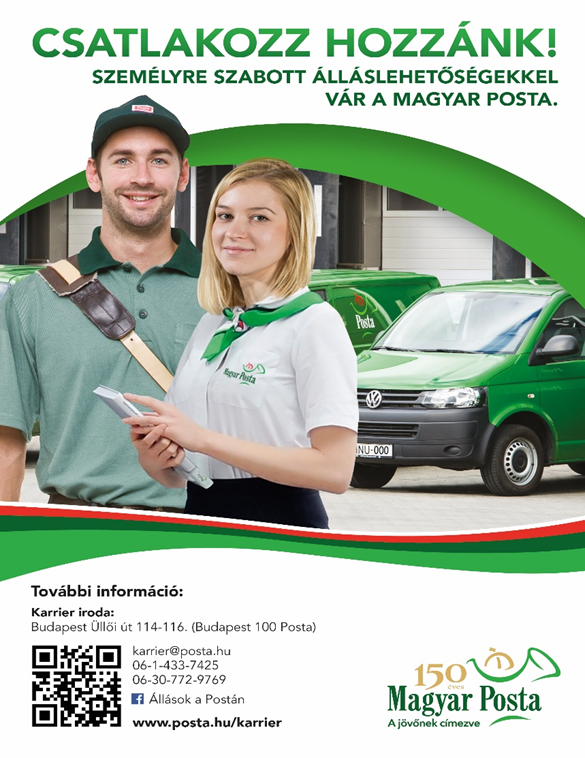 CSATLAKOZZ HOZZÁNK!
SZEMÉLYRE SZABOTT ÁLLÁSLEHETŐSÉGEKKEL
VÁR A MAGYAR POSTA.
Posta
Magyar Posta
NU-000
További információ:
Karrier iroda:
Budapest Üllői út 114-116. (Budapest 100 Posta)
karrier@posta.hu
06-1-433-7425
06-30-772-9769
Állások a Postán
www.posta.hu/karrier
150
éves
Magyar Posta
A jövőnek címezve